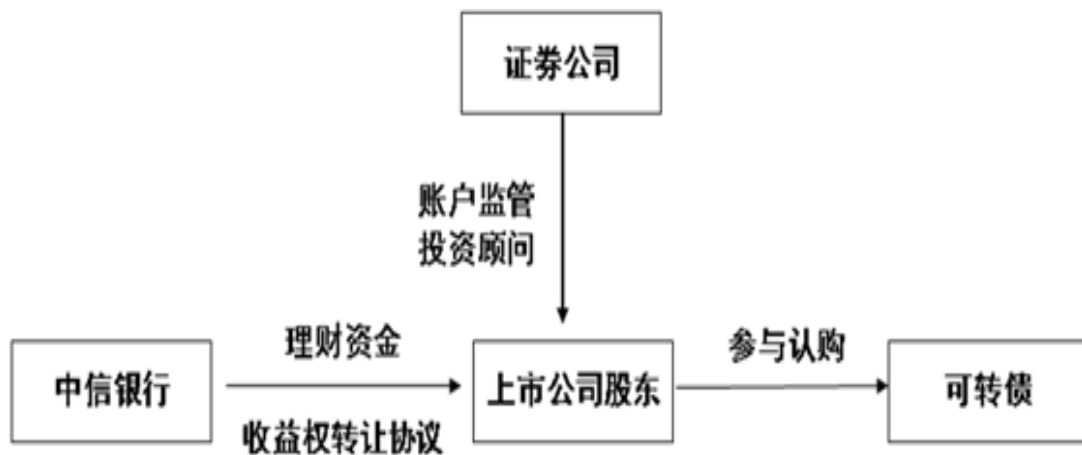 证券公司
账户监管
投资顾问
理财资金
参与认购
中信银行
上市公司股东
可转债
收益权转让协议